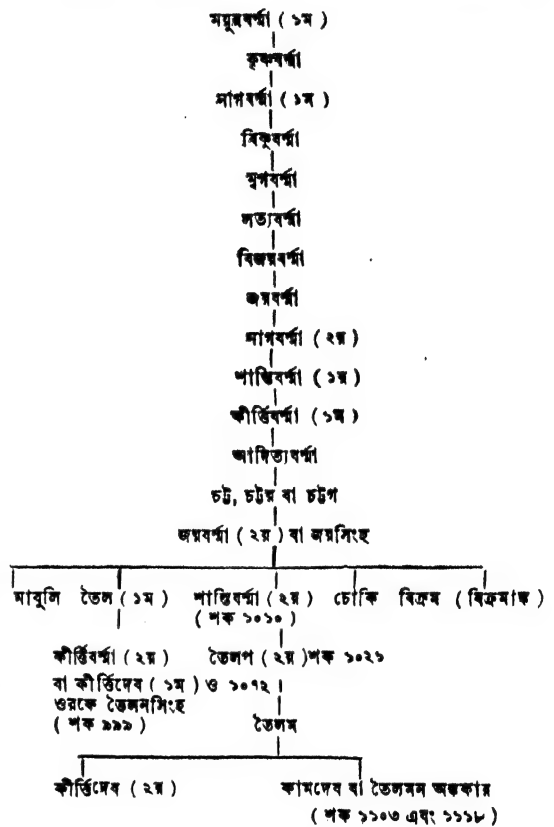 ময়ূরবর্ম্মা ( ১ম )
কৃষ্ণবর্ম্মা
নাগবর্ম্মা ( ১ম )
বিষ্ণুবর্ম্মা
মৃগবর্ম্মা
সত্যবর্ম্মা
বিজয়বর্ম্মা
জয়বর্ম্মা
নাগবর্ম্মা ( ২য় )
শান্তিবর্ম্মা ( ১ম )
কীর্ত্তিবর্ম্মা ( ১ম )
আদিত্যবর্ম্মা
চট্ট, চট্টয় বা চট্টগ
জয়বর্ম্মা ( ২য় ) বা জয়সিংহ
মাবুলি তৈল ( ১ম ) শান্তিবর্ম্মা ( ২য় ) চোকি বিক্রম ( বিক্রমাঙ্ক )
( শক ১০১০ )
কীর্ত্তিবর্ম্মা ( ২য় ) তৈলপ ( ২য় ) শক ১০২১
বা কীর্ত্তিদেব ( ১ম ) ও ১০৭২ ।
ওরফে তৈলমসিংহ
( শক ৯৯৯ ) তৈলম
কীর্ত্তিদেব ( ২য় ) কামদেব বা তৈলমন অঙ্ককার
( শক ১১০৩ এবং ১১১৮ )